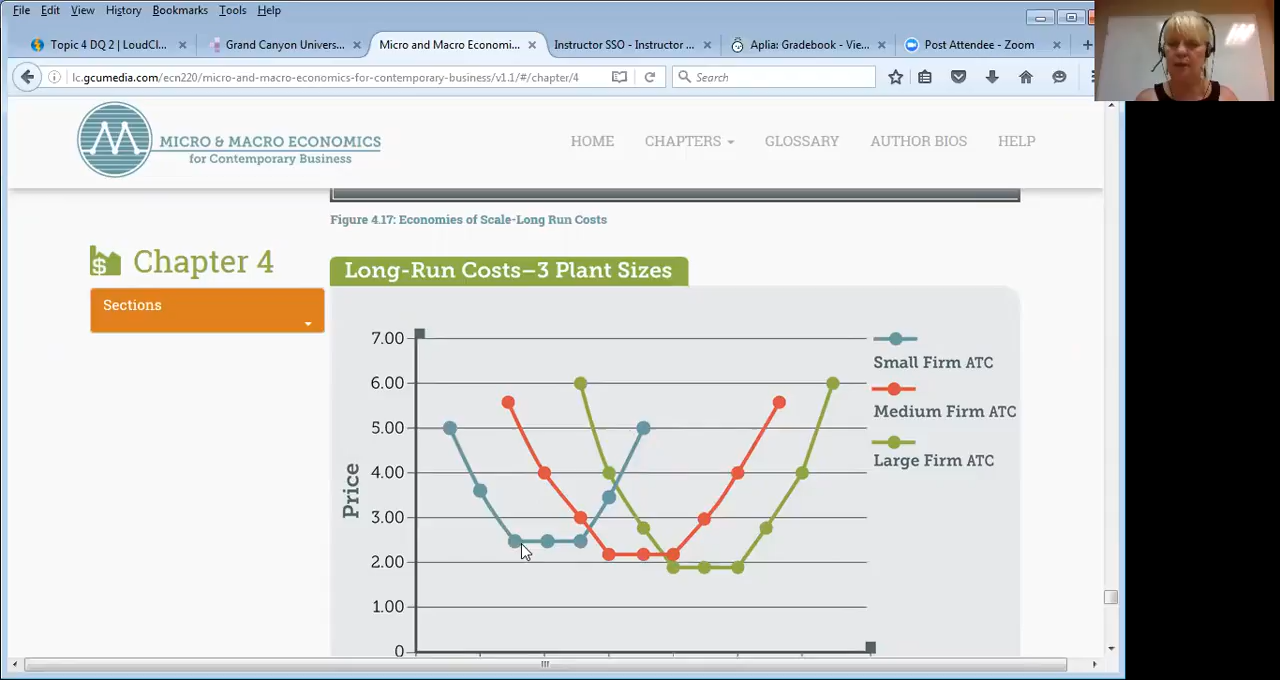 File Edit View History Bookmarks Tools Help
Topic 4 DQ 2 | LoudCl...
Grand Canyon Univers...
Micro and Macro Economi...
Instructor SSO - Instructor ...
Aplia: Gradebook - Vie...
Post Attendee - Zoom
lc.gcumedia.com/ecn220/micro-and-macro-economics-for-contemporary-business/v1.1/#/chapter/4
Search
MICRO & MACRO ECONOMICS
for Contemporary Business
HOME CHAPTERS GLOSSARY AUTHOR BIOS HELP
Figure 4.17: Economies of Scale-Long Run Costs
Chapter 4
Sections
Long-Run Costs–3 Plant Sizes
Price
7.00
6.00
5.00
4.00
3.00
2.00
1.00
0
Small Firm ATC
Medium Firm ATC
Large Firm ATC